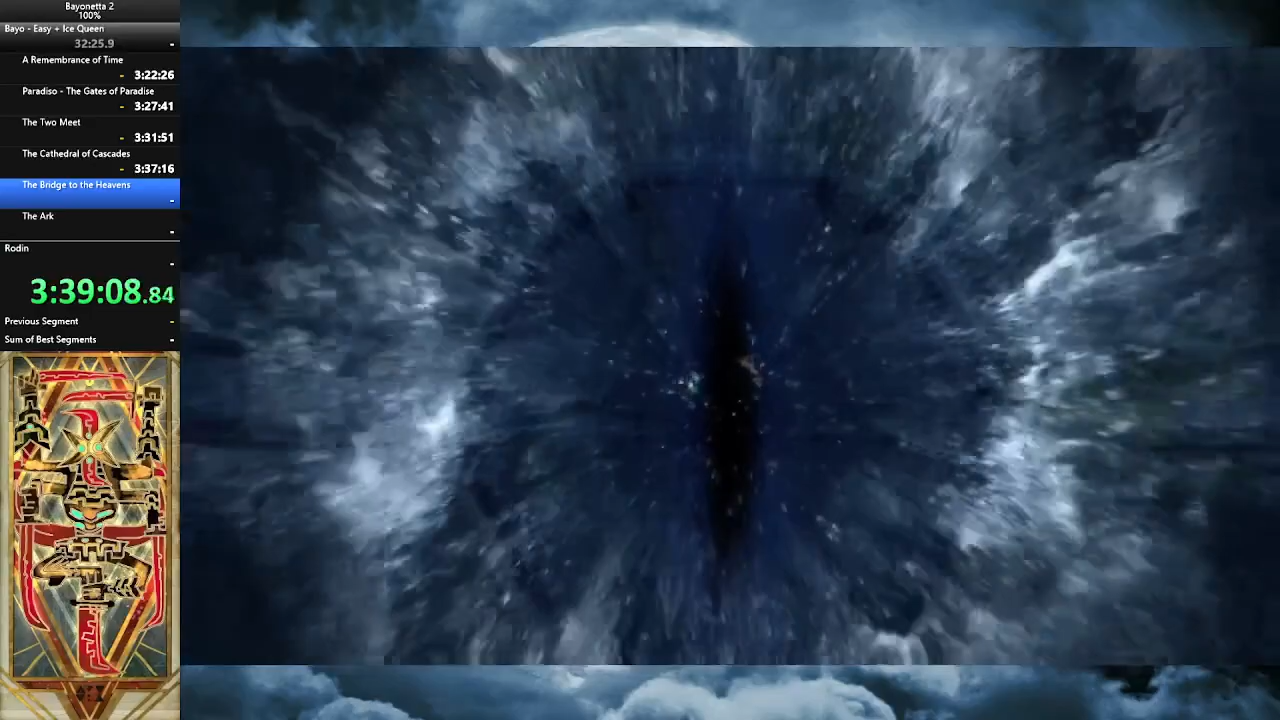 Bayonetta 2
100%
Bayo - Easy + Ice Queen
32:25.9 -
A Remembrance of Time
- 3:22:26
Paradiso - The Gates of Paradise
- 3:27:41
The Two Meet
- 3:31:51
The Cathedral of Cascades
- 3:37:16
The Bridge to the Heavens
-
The Ark
-
Rodin
-
3:39:08.84
Previous Segment -
Sum of Best Segments -